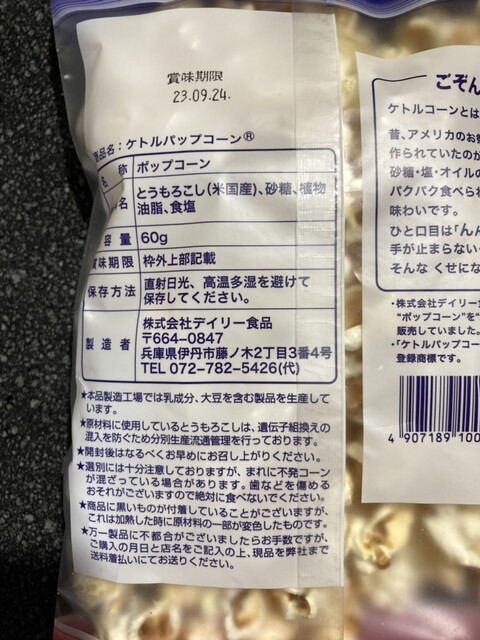 賞味期限
23.09.24.
商品名：ケトルパップコーン®
名 称 ポップコーン
とうもろこし(米国産)、砂糖、植物
油脂、食塩
容量 60g
賞味期限 枠外上部記載
保存方法 直射日光、高温多湿を避けて
保存してください。
製造者 株式会社デイリー食品
〒664-0847
兵庫県伊丹市藤ノ木2丁目3番4号
TEL 072-782-5426(代)
★本品製造工場では乳成分、大豆を含む製品を生産して
います。
★原材料に使用しているとうもろこしは、遺伝子組換えの
混入を防ぐため分別生産流通管理を行っております。
★開封後はなるべくお早めにお召し上がりください。
★選別には十分注意しておりますが、まれに不発コーン
が混ざっている場合があります。歯などを傷める
おそれがございますので絶対に食べないでください。
★商品に黒いものが付着していることがございますが、
これは加熱した時に原材料の一部が変色したものです。
★万一製品に不都合がございましたらお手数ですが、
ご購入の月日と店名をご記入の上、現品を弊社まで
送料着払いにてお送りください。
ごぞん
ケトルコーンとは
昔、アメリカのお
作られていたのが
砂糖・塩・オイルの
パクパク食べられ
味わいです。
ひと口目は「ん
手が止まらない
そんな くせにな
・株式会社デイリー食
"ポップコーン"を
販売していました。
・「ケトルパップコー
登録商標です。
4 907189 100